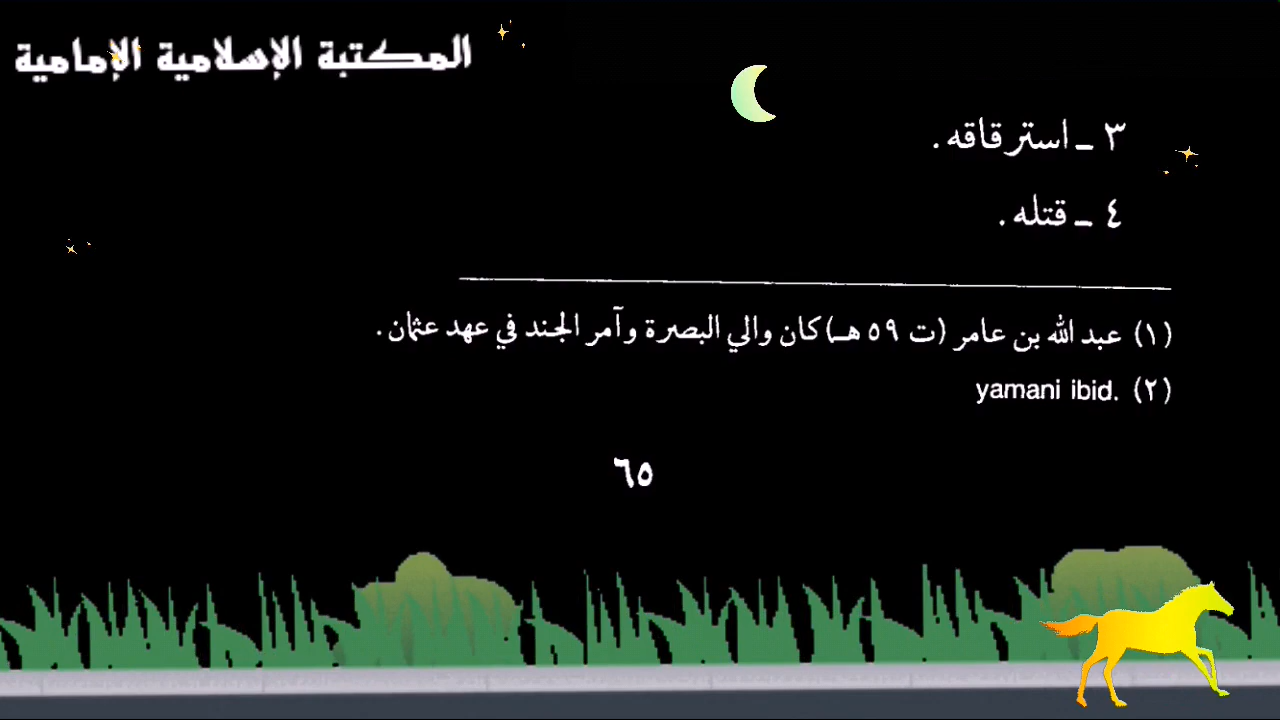 المكتبة الإسلامية الإمامية
٣ ـ استرقاقه .
٤ ـ قتله .
(١) عبد الله بن عامر (ت ٥٩ هـ) كان والي البصرة وآمر الجند في عهد عثمان .
(٢) yamani ibid.
٦٥